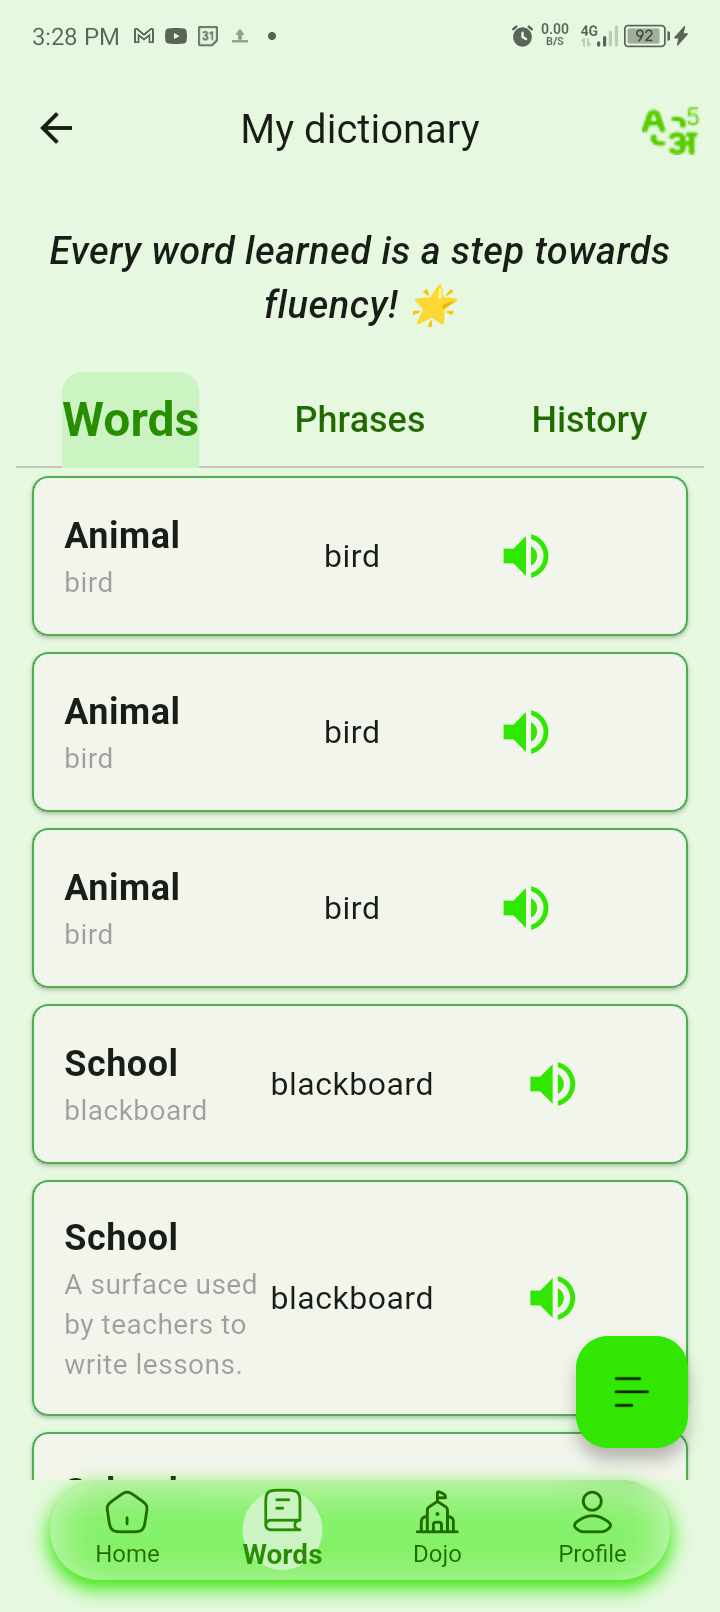 3:28 PM 31 0.00 B/S 4G 92
My dictionary
A 5 अ
Every word learned is a step towards
fluency! 🌟
Words Phrases History
Animal
bird
bird
Animal
bird
bird
Animal
bird
bird
School
blackboard
blackboard
School
A surface used
by teachers to
write lessons.
blackboard
Home Words Dojo Profile